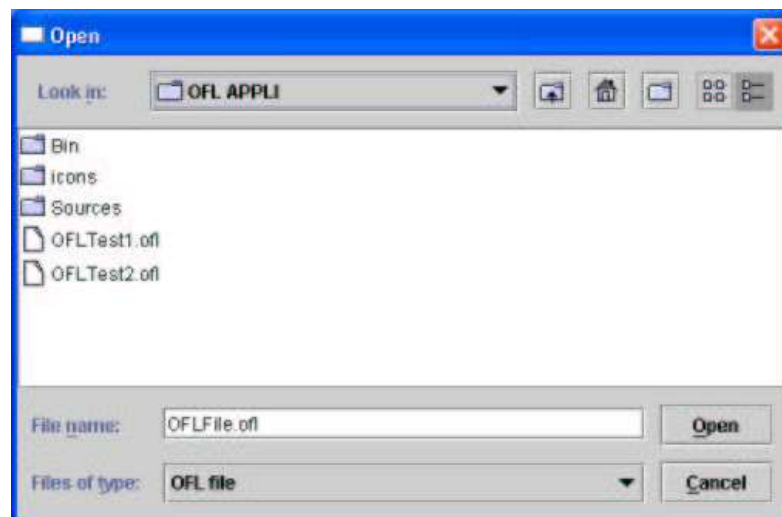 Open
Look in: OFL APPLI
Bin
icons
Sources
OFLTest1.ofl
OFLTest2.ofl
File name: OFLFile.ofl Open
Files of type: OFL file Cancel